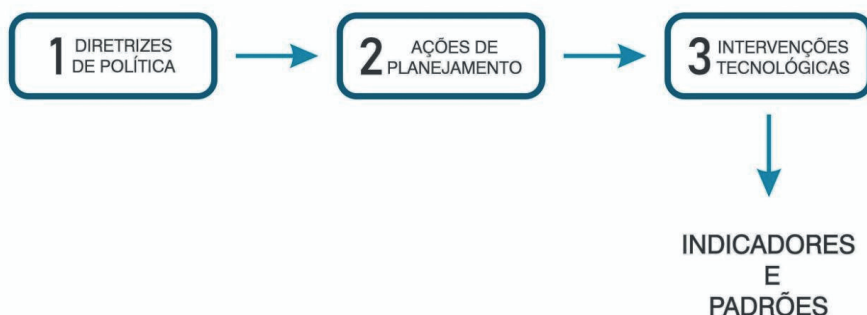 1 DIRETRIZES
DE POLÍTICA
2 AÇÕES DE
PLANEJAMENTO
3 INTERVENÇÕES
TECNOLÓGICAS
INDICADORES
E
PADRÕES